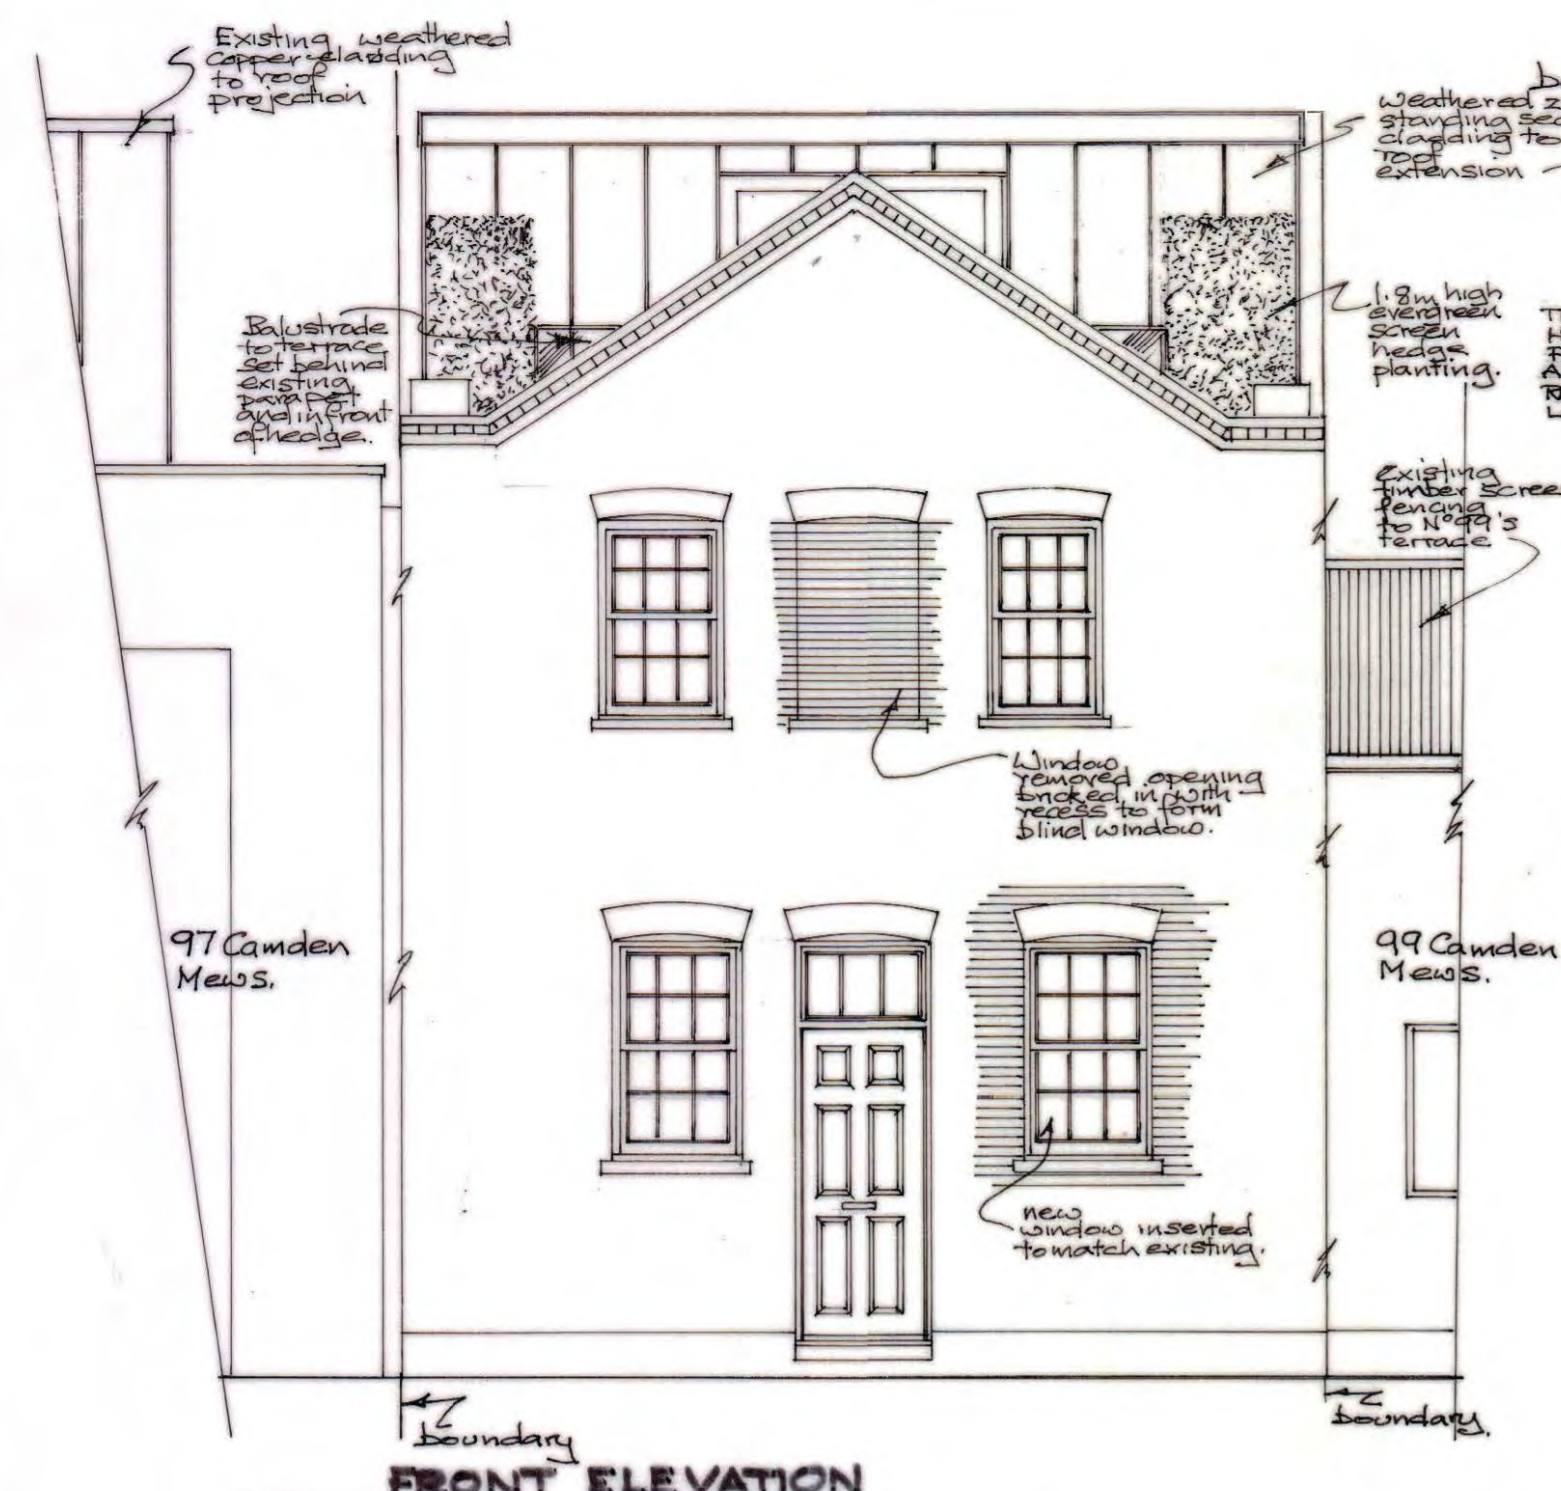 Existing weathered
copper cladding
to roof
projection
weathered
standing
cladding to
roof
extension
Balustrade
to terrace
set behind
existing
parapet
and in front
of hedge.
1.8m high
evergreen
screen
hedge
planting.
existing
timber screen
fencing
to Nº99's
terrace
Window
removed opening
bricked in with
recess to form
blind window.
97 Camden
Mews.
99 Camden
Mews.
new
window inserted
to match existing.
boundary
boundary.
FRONT ELEVATION